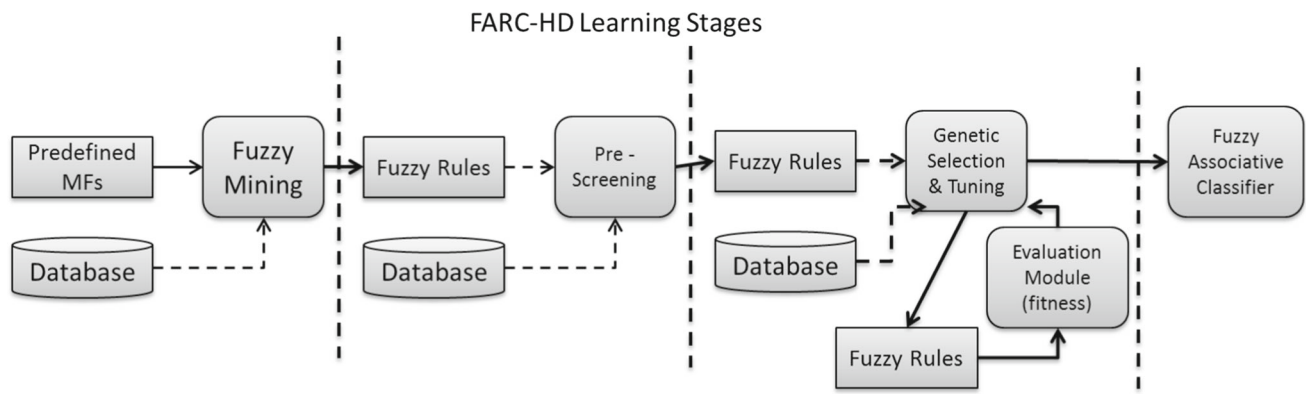 FARC-HD Learning Stages
Predefined
MFs
Fuzzy
Mining
Database
Fuzzy Rules
Pre -
Screening
Database
Fuzzy Rules
Genetic
Selection
& Tuning
Database
Evaluation
Module
(fitness)
Fuzzy Rules
Fuzzy
Associative
Classifier